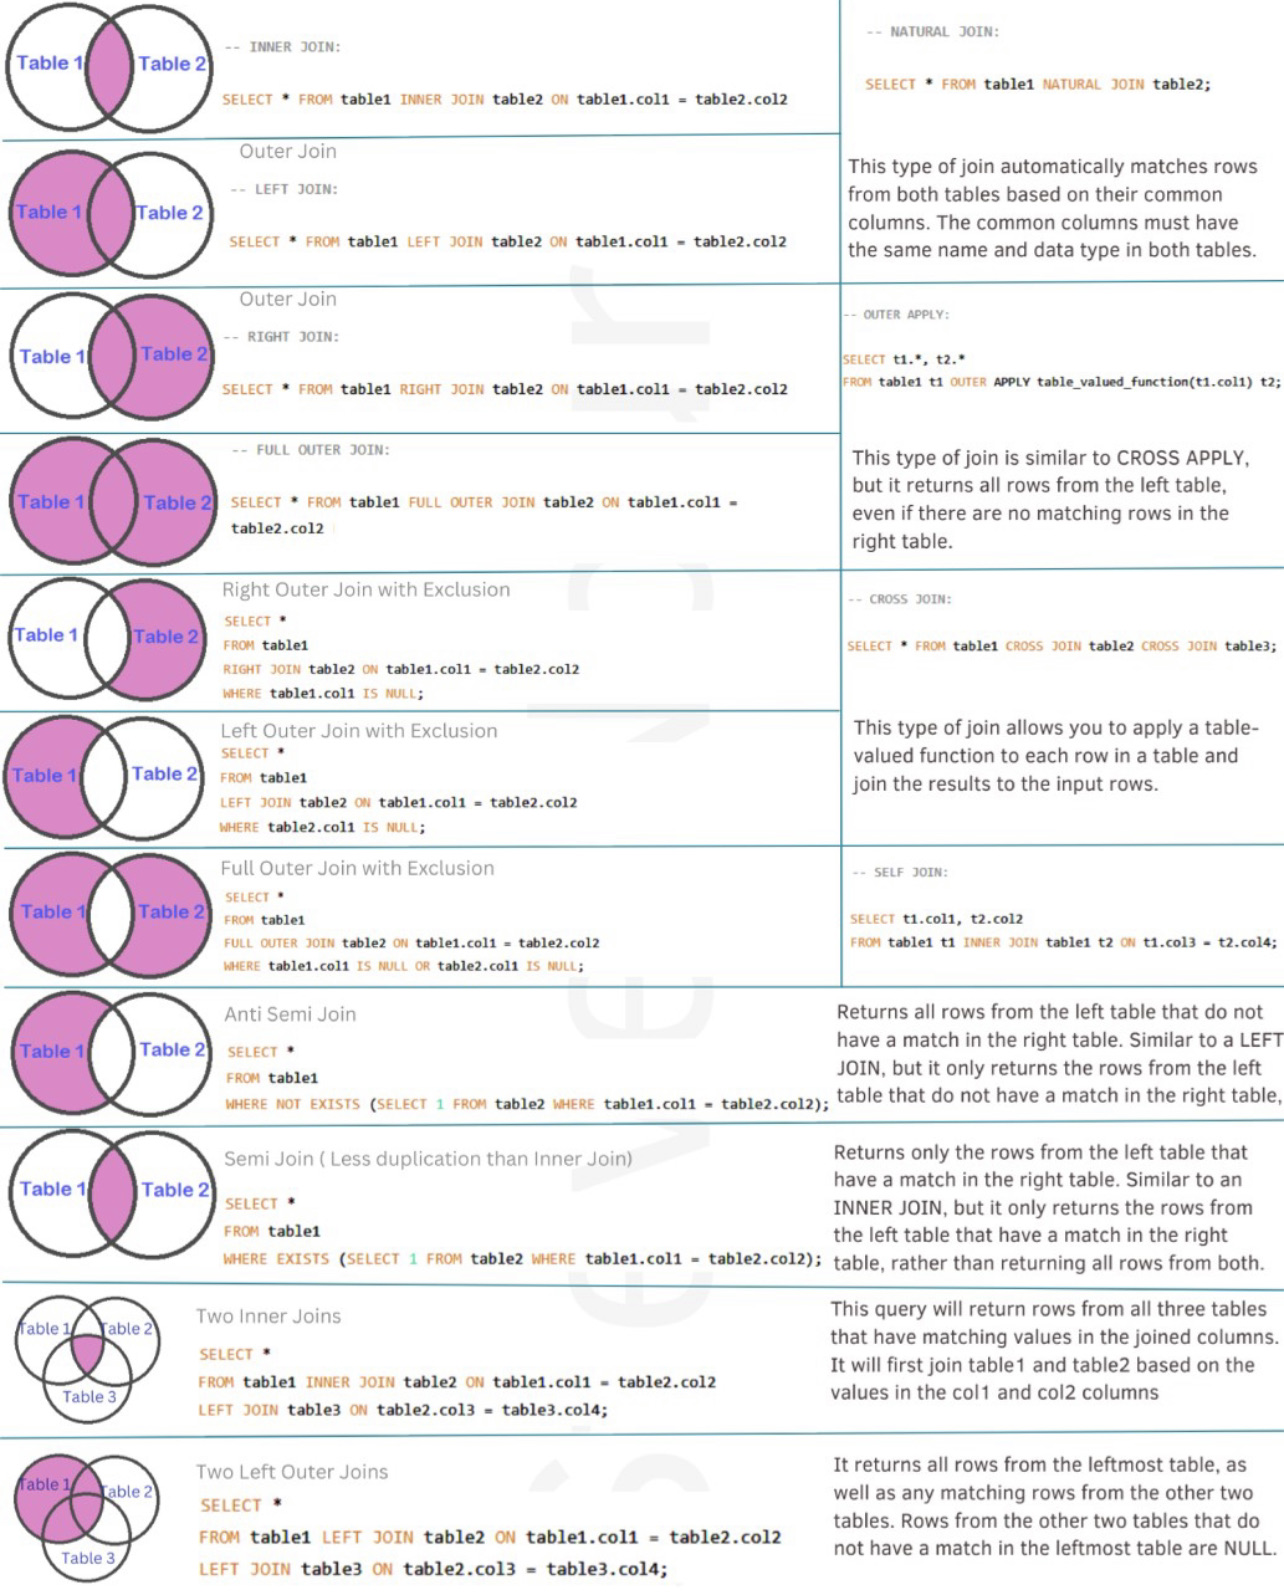 Table 1 Table 2
-- INNER JOIN:
SELECT * FROM table1 INNER JOIN table2 ON table1.col1 = table2.col2
-- NATURAL JOIN:
SELECT * FROM table1 NATURAL JOIN table2;
This type of join automatically matches rows
from both tables based on their common
columns. The common columns must have
the same name and data type in both tables.
Outer Join
-- LEFT JOIN:
Table 1 Table 2
SELECT * FROM table1 LEFT JOIN table2 ON table1.col1 = table2.col2
Outer Join
-- RIGHT JOIN:
Table 1 Table 2
SELECT * FROM table1 RIGHT JOIN table2 ON table1.col1 = table2.col2
-- OUTER APPLY:
SELECT t1.*, t2.*
FROM table1 t1 OUTER APPLY table_valued_function(t1.col1) t2;
This type of join is similar to CROSS APPLY,
but it returns all rows from the left table,
even if there are no matching rows in the
right table.
-- FULL OUTER JOIN:
Table 1 Table 2
SELECT * FROM table1 FULL OUTER JOIN table2 ON table1.col1 =
table2.col2
Right Outer Join with Exclusion
Table 1 Table 2
SELECT *
FROM table1
RIGHT JOIN table2 ON table1.col1 = table2.col2
WHERE table1.col1 IS NULL;
-- CROSS JOIN:
SELECT * FROM table1 CROSS JOIN table2 CROSS JOIN table3;
This type of join allows you to apply a table-
valued function to each row in a table and
join the results to the input rows.
Left Outer Join with Exclusion
Table 1 Table 2
SELECT *
FROM table1
LEFT JOIN table2 ON table1.col1 = table2.col2
WHERE table2.col1 IS NULL;
Full Outer Join with Exclusion
Table 1 Table 2
SELECT *
FROM table1
FULL OUTER JOIN table2 ON table1.col1 = table2.col2
WHERE table1.col1 IS NULL OR table2.col1 IS NULL;
-- SELF JOIN:
SELECT t1.col1, t2.col2
FROM table1 t1 INNER JOIN table1 t2 ON t1.col3 = t2.col4;
Anti Semi Join
Table 1 Table 2
SELECT *
FROM table1
WHERE NOT EXISTS (SELECT 1 FROM table2 WHERE table1.col1 = table2.col2);
Returns all rows from the left table that do not
have a match in the right table. Similar to a LEFT
JOIN, but it only returns the rows from the left
table that do not have a match in the right table,
Semi Join ( Less duplication than Inner Join)
Table 1 Table 2
SELECT *
FROM table1
WHERE EXISTS (SELECT 1 FROM table2 WHERE table1.col1 = table2.col2);
Returns only the rows from the left table that
have a match in the right table. Similar to an
INNER JOIN, but it only returns the rows from
the left table that have a match in the right
table, rather than returning all rows from both.
Two Inner Joins
Table 1 Table 2
Table 3
SELECT *
FROM table1 INNER JOIN table2 ON table1.col1 = table2.col2
LEFT JOIN table3 ON table2.col3 = table3.col4;
This query will return rows from all three tables
that have matching values in the joined columns.
It will first join table1 and table2 based on the
values in the col1 and col2 columns
Two Left Outer Joins
Table 1 Table 2
Table 3
SELECT *
FROM table1 LEFT JOIN table2 ON table1.col1 = table2.col2
LEFT JOIN table3 ON table2.col3 = table3.col4;
It returns all rows from the leftmost table, as
well as any matching rows from the other two
tables. Rows from the other two tables that do
not have a match in the leftmost table are NULL.